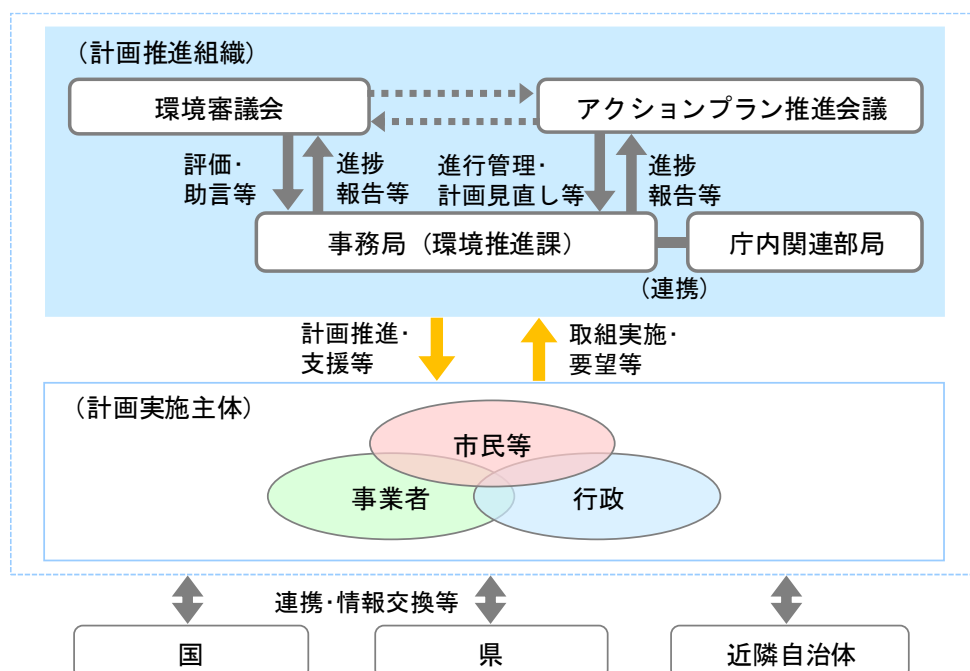 （計画推進組織）
環境審議会
アクションプラン推進会議
評価・
助言等
進捗
報告等
進行管理・
計画見直し等
進捗
報告等
事務局（環境推進課）
庁内関連部局
（連携）
計画推進・
支援等
取組実施・
要望等
（計画実施主体）
市民等
事業者
行政
連携・情報交換等
国
県
近隣自治体